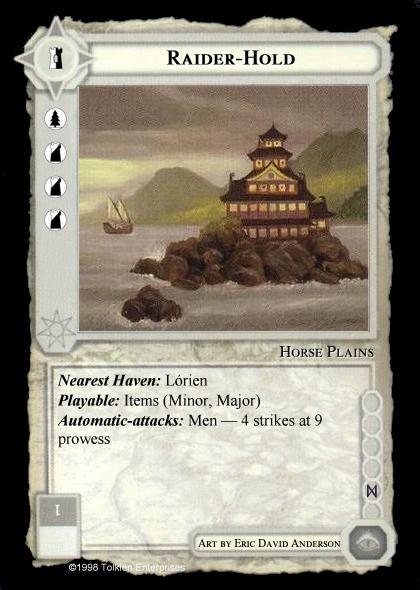 Raider-Hold
Horse Plains
Nearest Haven: Lórien
Playable: Items (Minor, Major)
Automatic-attacks: Men — 4 strikes at 9
prowess
1
Art by Eric David Anderson
©1998 Tolkien Enterprises